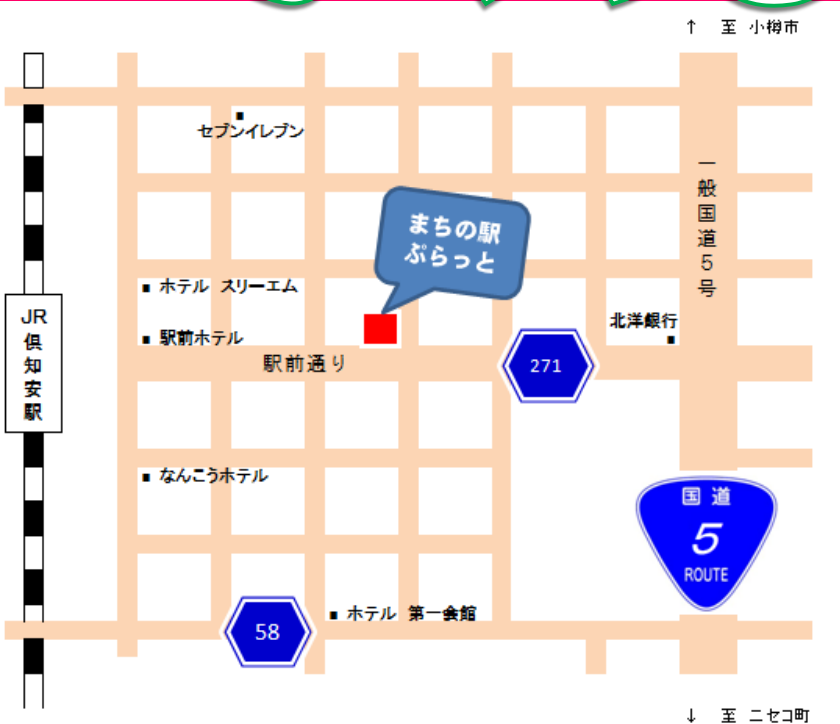 ↑ 至 小樽市
セブンイレブン
一般国道5号
まちの駅
ぷらっと
ホテル スリーエム
JR倶知安駅
北洋銀行
駅前ホテル
駅前通り
271
なんこうホテル
国道
5
ROUTE
ホテル 第一会館
58
↓ 至 ニセコ町